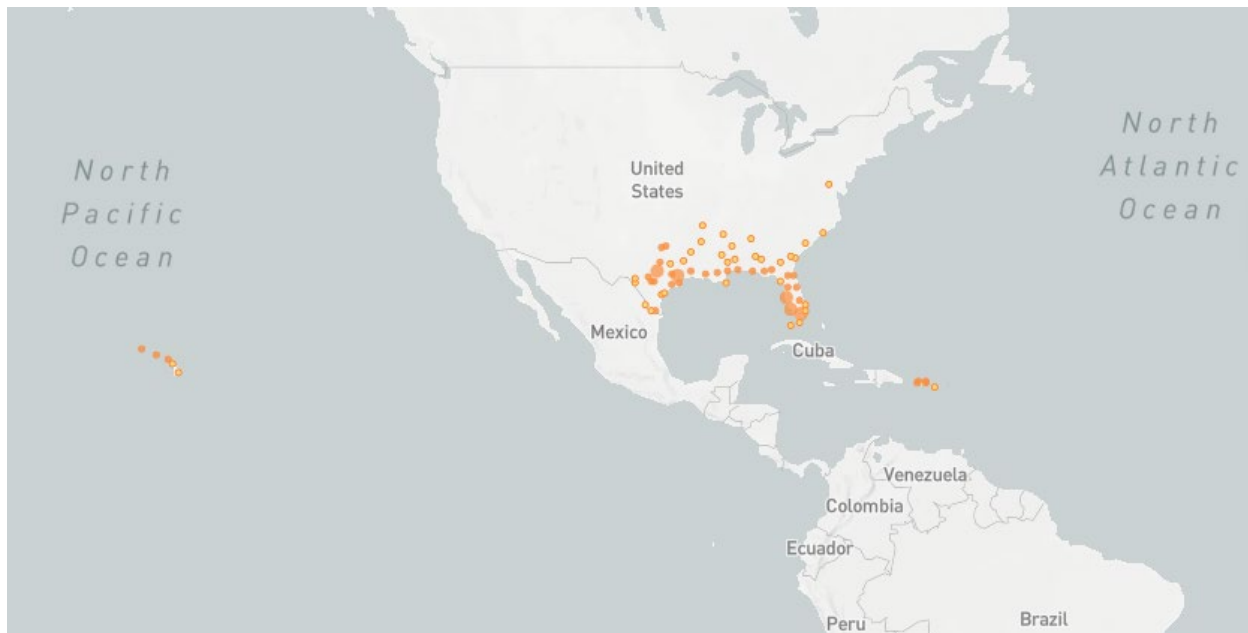 North
Pacific
Ocean
United
States
North
Atlantic
Ocean
Mexico
Cuba
Venezuela
Colombia
Ecuador
Peru
Brazil